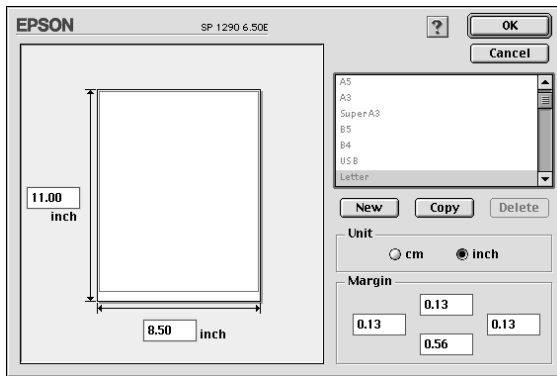 EPSON
SP 1290 6.50E
?
OK
Cancel
11.00
inch
8.50 inch
A5
A3
SuperA3
B5
B4
USB
Letter
New Copy Delete
Unit
cm inch
Margin
0.13
0.13 0.13
0.56